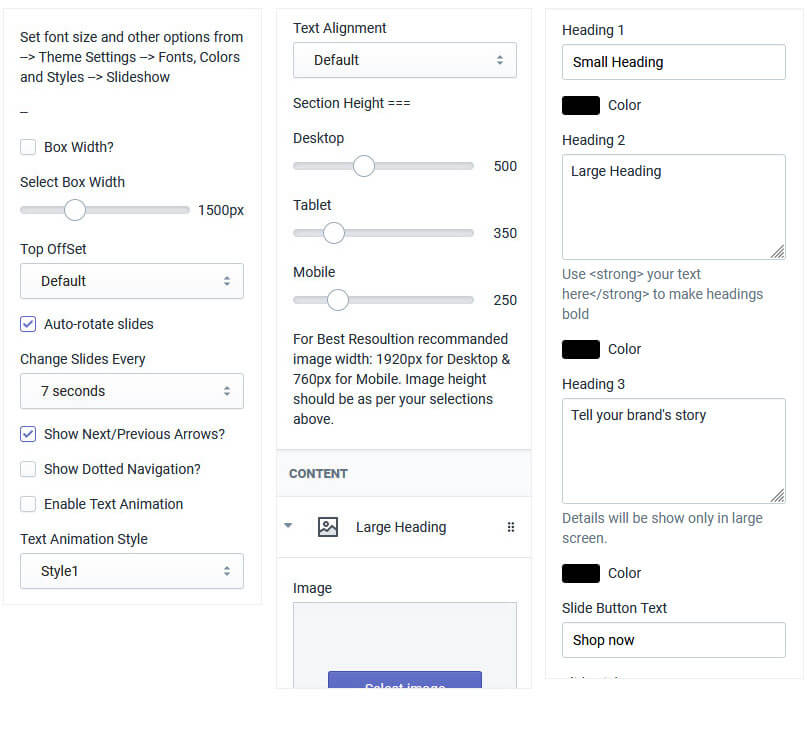 Set font size and other options from
–> Theme Settings –> Fonts, Colors
and Styles –> Slideshow
–
Box Width?
Select Box Width
1500px
Top OffSet
Default
Auto-rotate slides
Change Slides Every
7 seconds
Show Next/Previous Arrows?
Show Dotted Navigation?
Enable Text Animation
Text Animation Style
Style1
Text Alignment
Default
Section Height ===
Desktop
500
Tablet
350
Mobile
250
For Best Resoultion recommanded
image width: 1920px for Desktop &
760px for Mobile. Image height
should be as per your selections
above.
CONTENT
Large Heading
Image
Select image
Heading 1
Small Heading
Color
Heading 2
Large Heading
Use <strong> your text
here</strong> to make headings
bold
Color
Heading 3
Tell your brand's story
Details will be show only in large
screen.
Color
Slide Button Text
Shop now